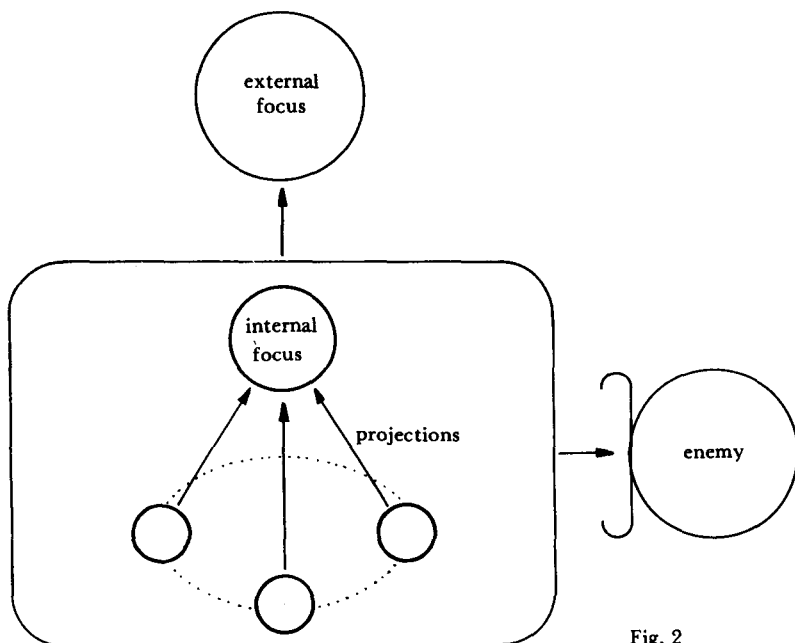 external
focus
internal
focus
projections
enemy
Fig. 2